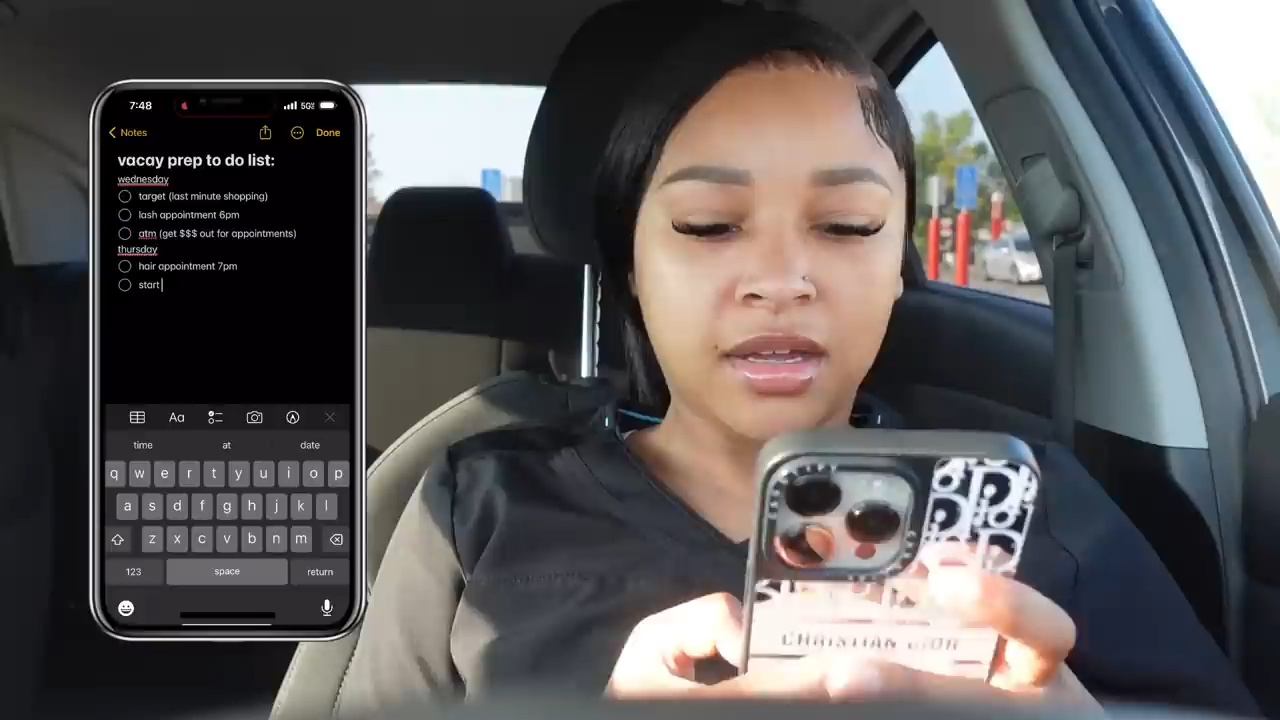 7:48
5G
Notes
Done
vacay prep to do list:
wednesday
target (last minute shopping)
lash appointment 6pm
atm (get $$$ out for appointments)
thursday
hair appointment 7pm
start
Aa
time at date
q w e r t y u i o p
a s d f g h j k l
z x c v b n m
123 space return
CHRISTIAN DIOR